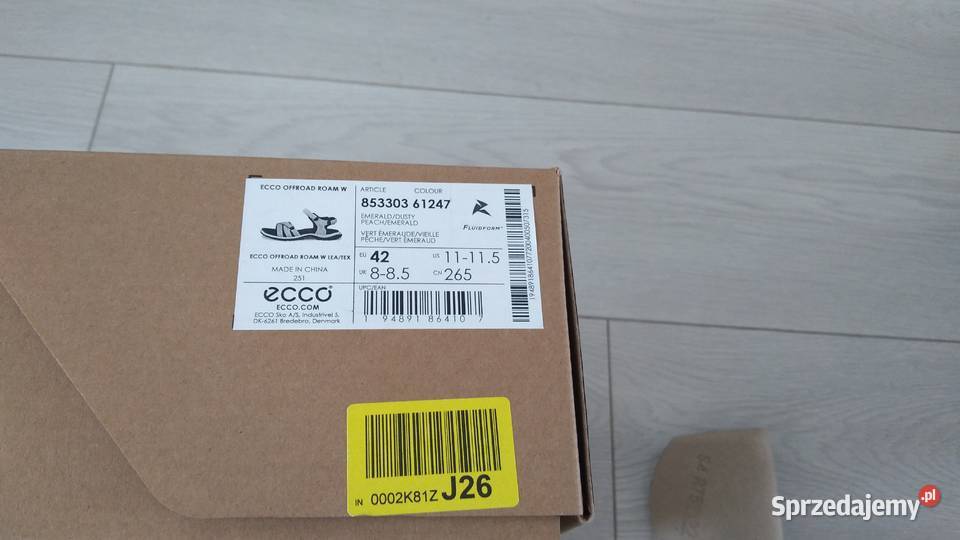 ECCO OFFROAD ROAM W
ECCO OFFROAD ROAM W LEA/TEX
MADE IN CHINA
251
ecco
ECCO.COM
ECCO Sko A/S, Industrivej 5,
DK-6261 Bredebro, Denmark
ARTICLE COLOUR
853303 61247
EMERALD/DUSTY
PEACH/EMERALD
VERT ÉMERAUDE/VIEILLE
PÊCHE/VERT ÉMERAUD
FLUIDFORM™
EU 42 US 11-11.5
UK 8-8.5 CN 265
UPC/EAN
1 94891 86410 7
IN 0002K81Z J26
Sprzedajemy.pl